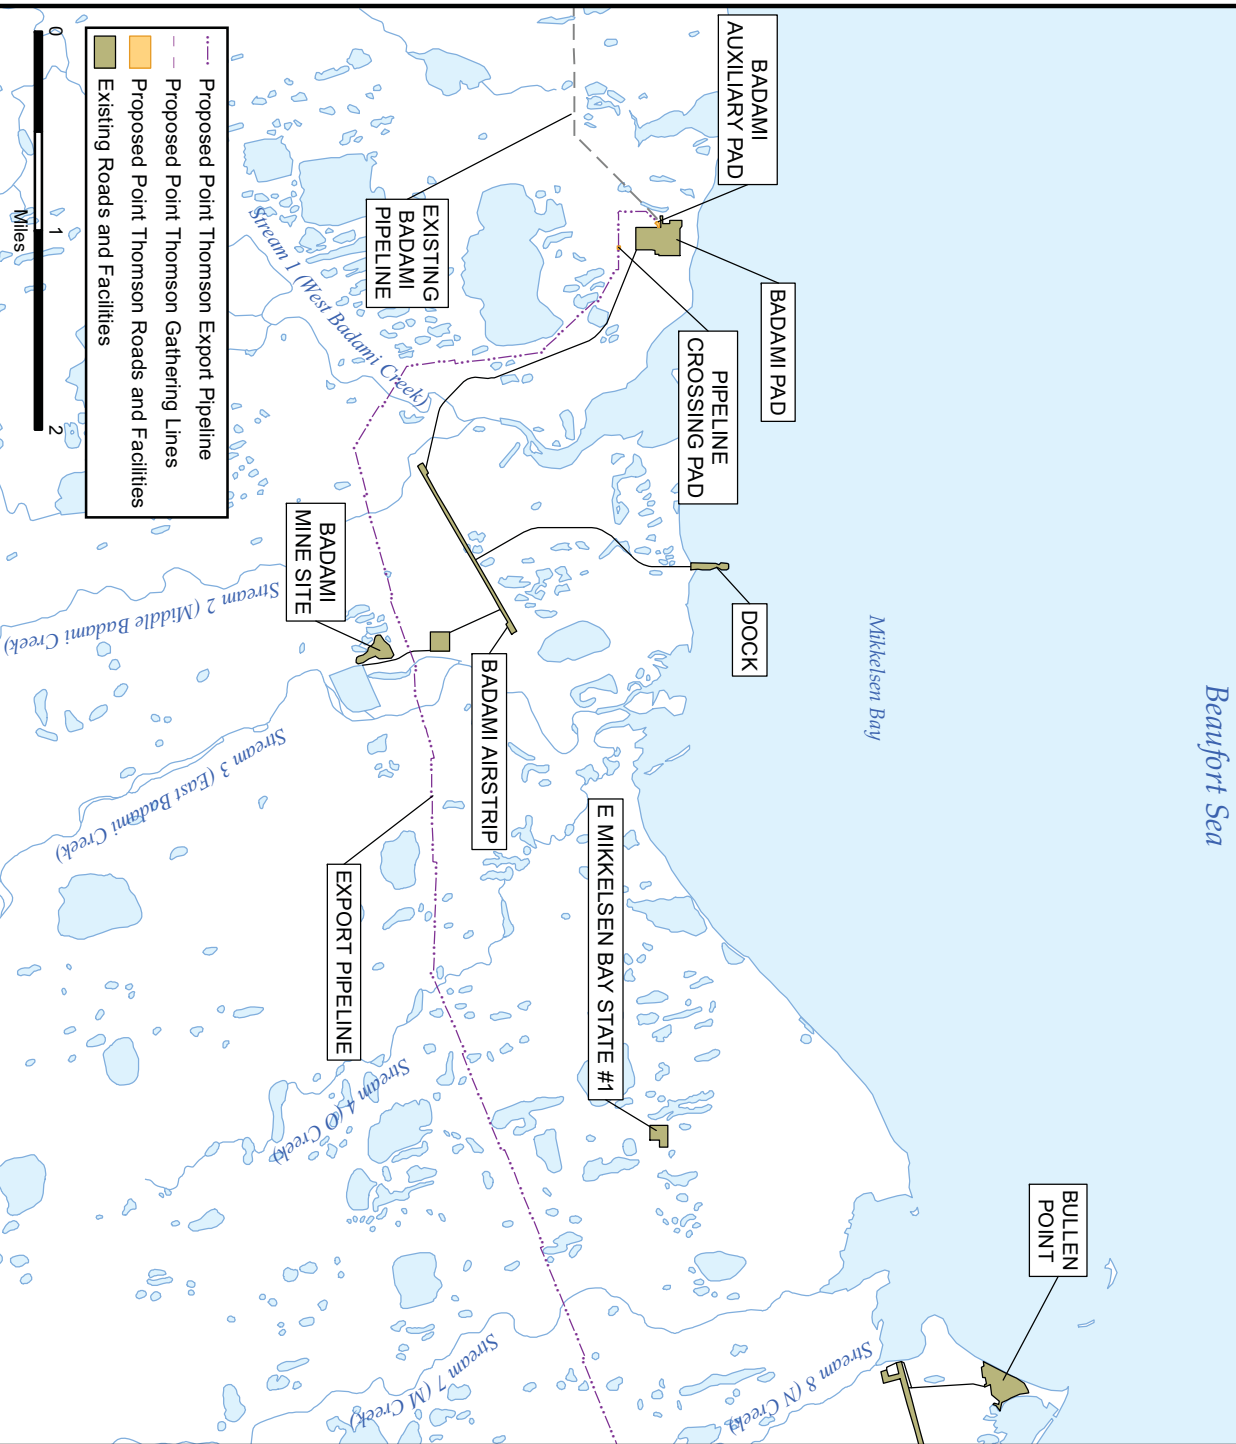 BADAMI
AUXILIARY PAD
BADAMI PAD
PIPELINE
CROSSING PAD
EXISTING
BADAMI
PIPELINE
Stream 1 (West Badami Creek)
DOCK
BADAMI
MINE SITE
BADAMI AIRSTRIP
Stream 2 (Middle Badami Creek)
Stream 3 (East Badami Creek)
Mikkelsen Bay
Beaufort Sea
E MIKKELSEN BAY STATE #1
EXPORT PIPELINE
Stream 4 (O Creek)
BULLEN
POINT
Stream 7 (M Creek)
Stream 8 (N Creek)
Proposed Point Thomson Export Pipeline
Proposed Point Thomson Gathering Lines
Proposed Point Thomson Roads and Facilities
Existing Roads and Facilities
0 1 2
Miles